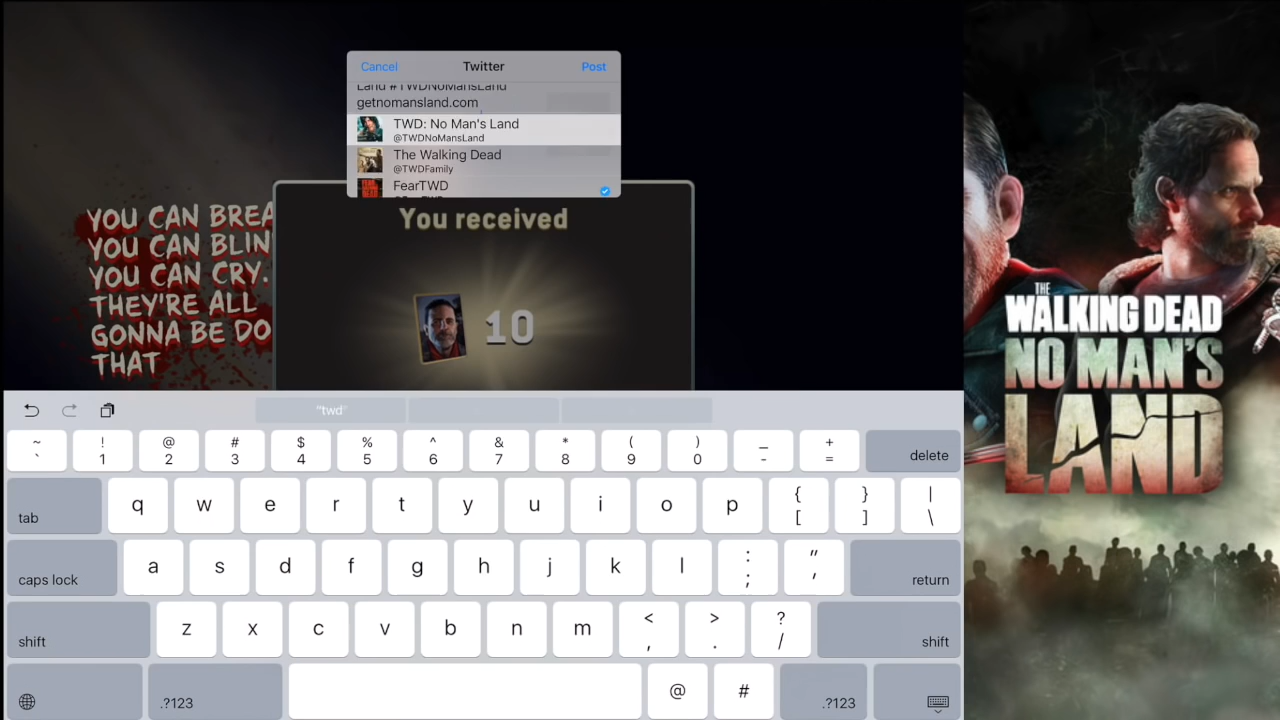 Cancel
Twitter
Post
Land #TWDNoMansLand
getnomansland.com
TWD: No Man's Land
@TWDNoMansLand
The Walking Dead
@TWDFamily
FearTWD
You received
10
YOU CAN BREA
YOU CAN BLIN
YOU CAN CRY.
THEY'RE ALL
GONNA BE DO
THAT
THE
WALKING DEAD
NO MAN'S
LAND
"twd"
~ ! @ # $ % ^ & * ( ) _ +
` 1 2 3 4 5 6 7 8 9 0 - = delete
tab q w e r t y u i o p { [ } ] | \
caps lock a s d f g h j k l : ; " ' return
shift z x c v b n m < , > . ? / shift
.?123 @ # .?123